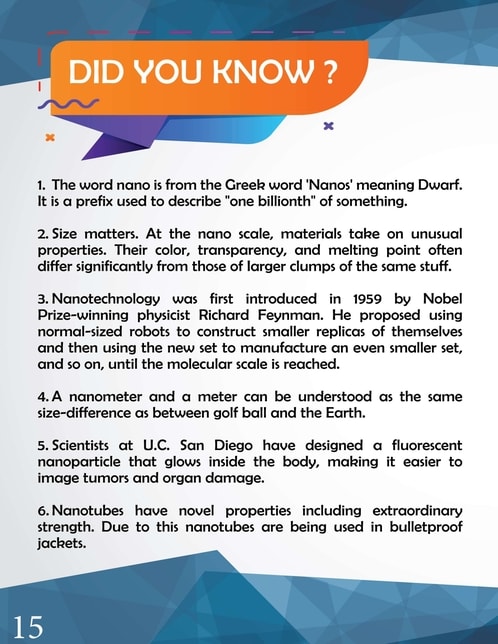 DID YOU KNOW ?
1. The word nano is from the Greek word 'Nanos' meaning Dwarf.
It is a prefix used to describe "one billionth" of something.
2. Size matters. At the nano scale, materials take on unusual
properties. Their color, transparency, and melting point often
differ significantly from those of larger clumps of the same stuff.
3. Nanotechnology was first introduced in 1959 by Nobel
Prize-winning physicist Richard Feynman. He proposed using
normal-sized robots to construct smaller replicas of themselves
and then using the new set to manufacture an even smaller set,
and so on, until the molecular scale is reached.
4. A nanometer and a meter can be understood as the same
size-difference as between golf ball and the Earth.
5. Scientists at U.C. San Diego have designed a fluorescent
nanoparticle that glows inside the body, making it easier to
image tumors and organ damage.
6. Nanotubes have novel properties including extraordinary
strength. Due to this nanotubes are being used in bulletproof
jackets.
15